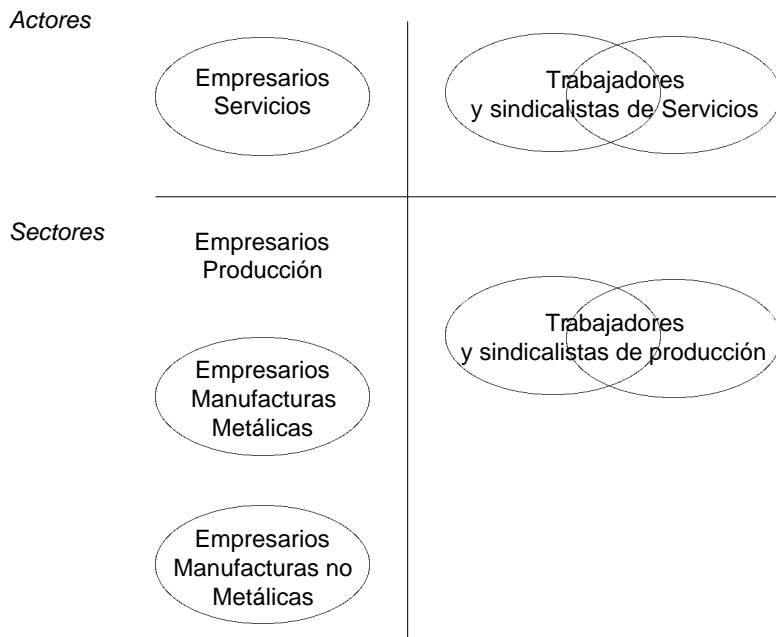 Actores
Empresarios
Servicios
Trabajadores
y sindicalistas de Servicios
Sectores
Empresarios
Producción
Trabajadores
y sindicalistas de producción
Empresarios
Manufacturas
Metálicas
Empresarios
Manufacturas no
Metálicas